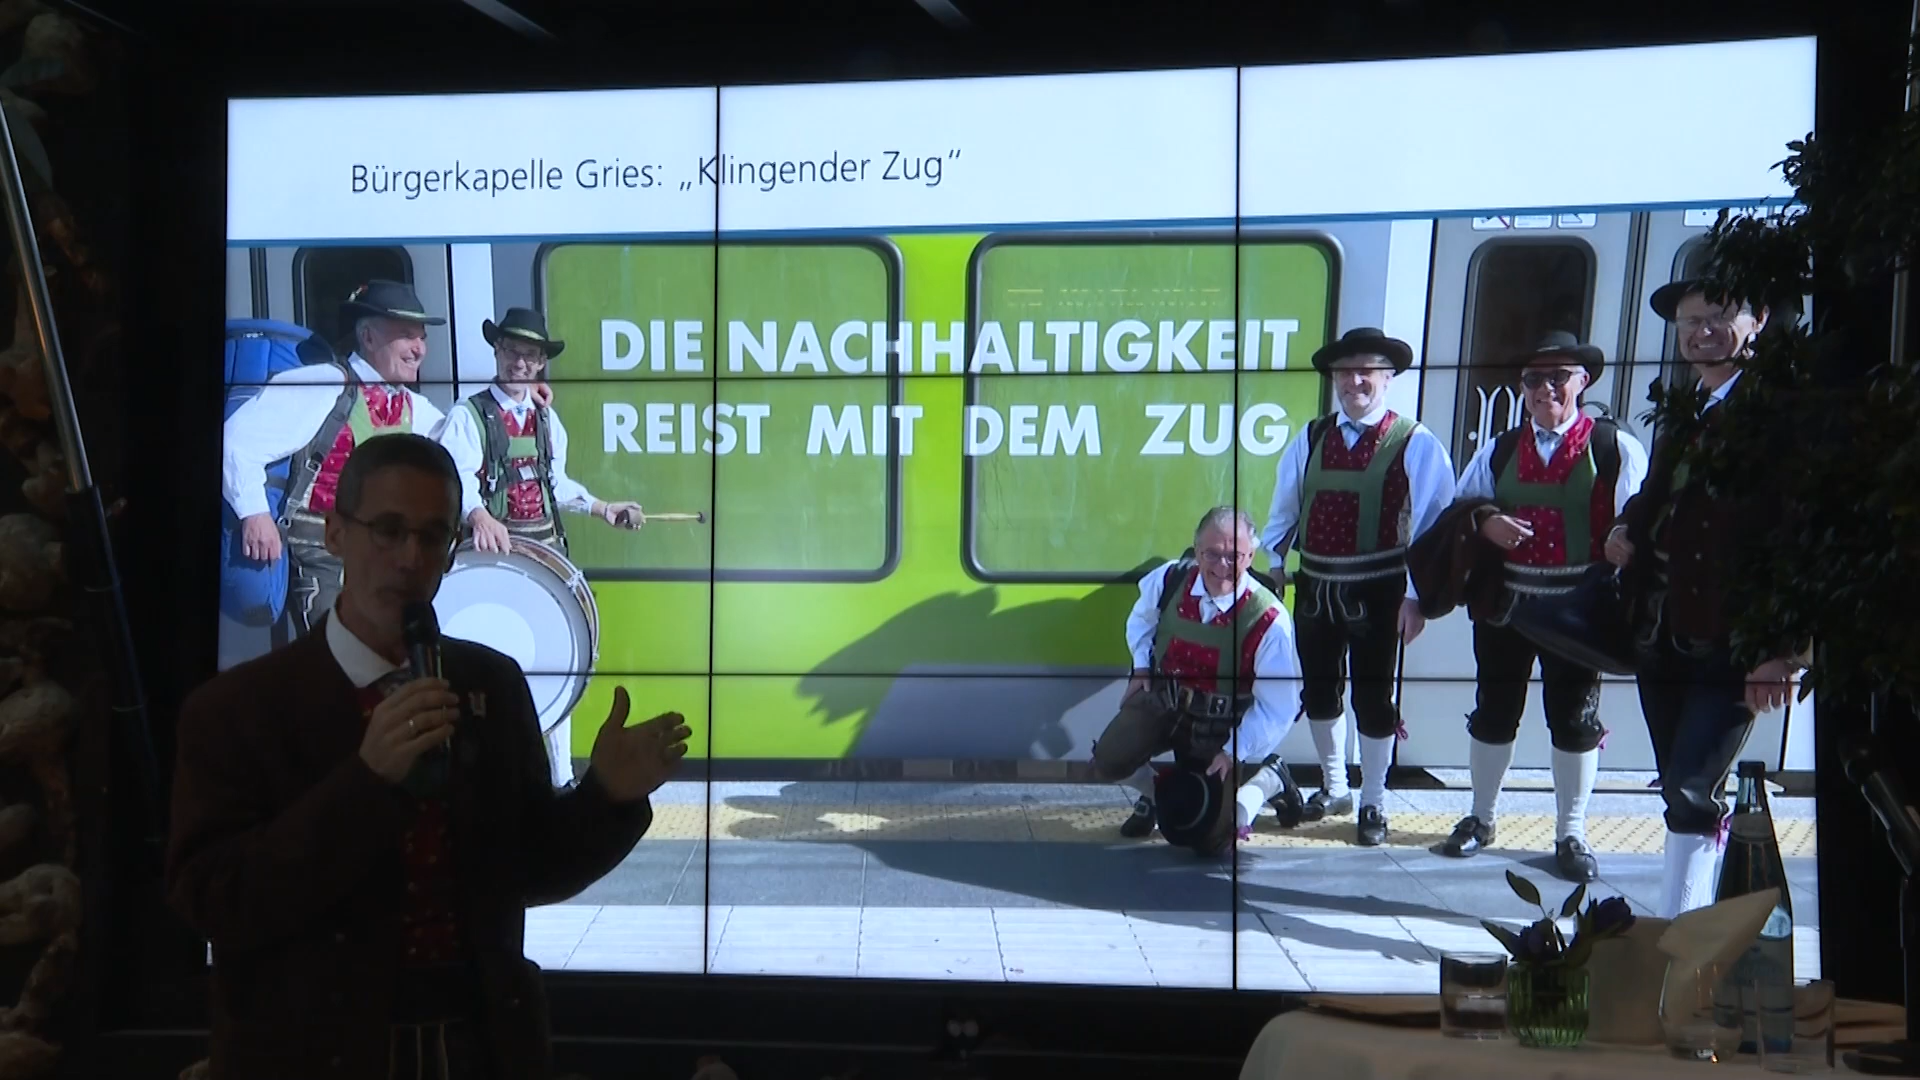 Bürgerkapelle Gries: „Klingender Zug“
DIE NACHHALTIGKEIT
REIST MIT DEM ZUG